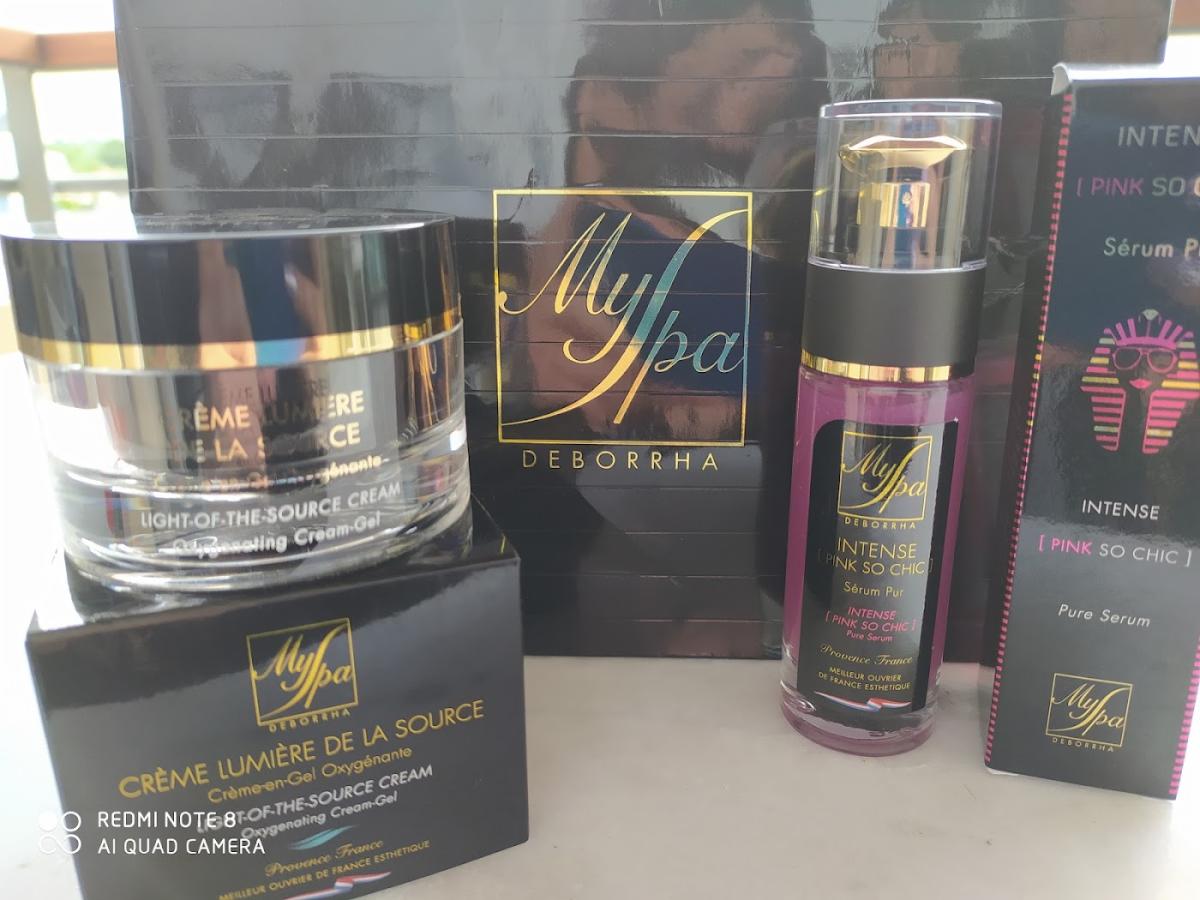 My Spa
DEBORRHA
CRÈME LUMIÈRE
DE LA SOURCE
LIGHT-OF-THE-SOURCE CREAM
Oxygenating Cream-Gel
My Spa
DEBORRHA
CRÈME LUMIÈRE DE LA SOURCE
Crème-en-Gel Oxygénante
LIGHT-OF-THE-SOURCE CREAM
Oxygenating Cream-Gel
Provence France
MEILLEUR OUVRIER DE FRANCE ESTHETIQUE
My Spa
DEBORRHA
INTENSE
[ PINK SO CHIC ]
Sérum Pur
INTENSE
[ PINK SO CHIC ]
Pure Serum
Provence France
MEILLEUR OUVRIER
DE FRANCE ESTHÉTIQUE
INTEN
[ PINK SO
Sérum P
INTENSE
[ PINK SO CHIC ]
Pure Serum
My Spa
DEBORRHA
REDMI NOTE 8
AI QUAD CAMERA